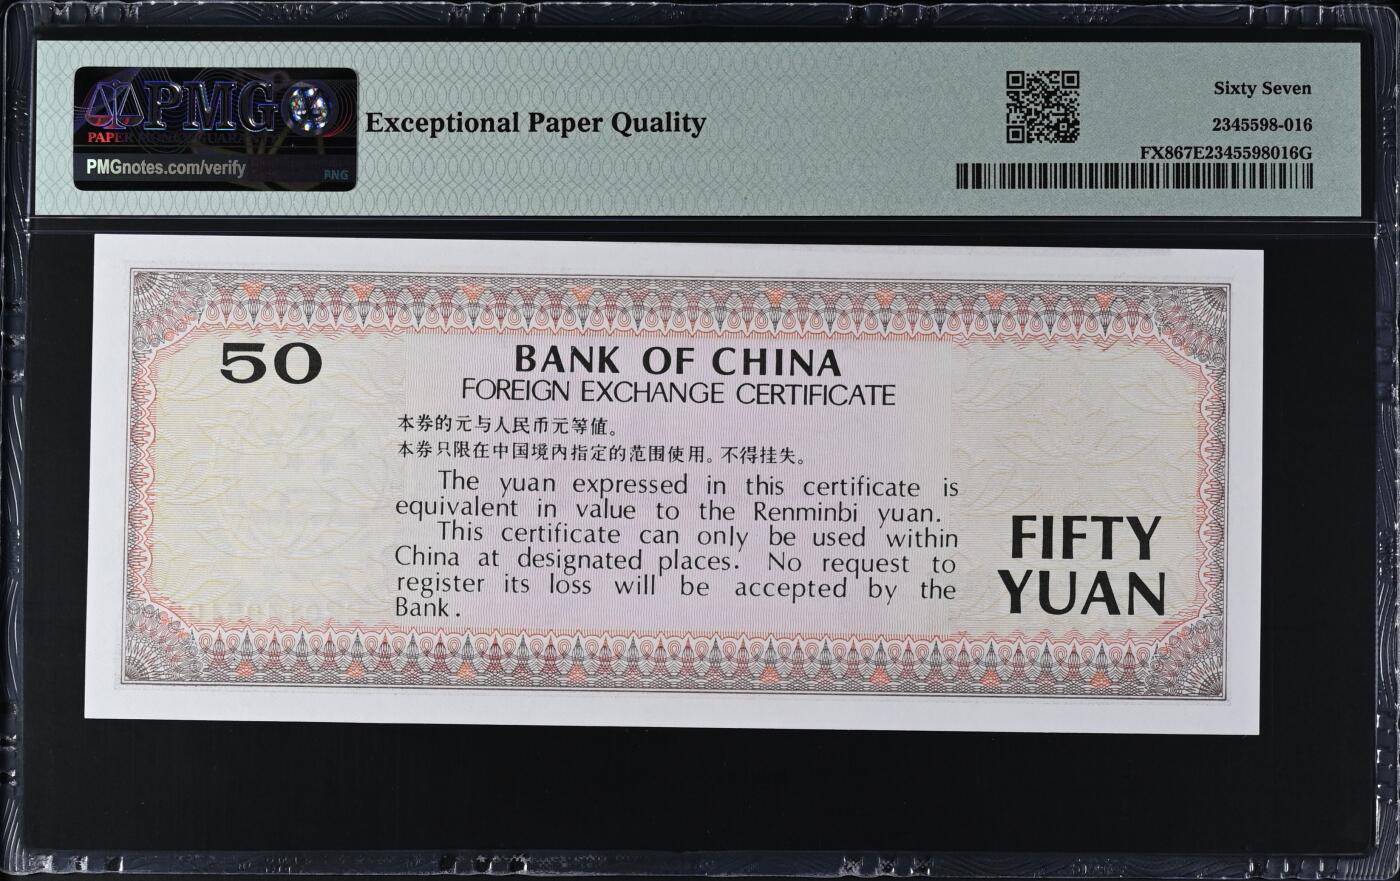 PMG
PAPER MONEY GUARANTY
PMGnotes.com/verify
PNG
Exceptional Paper Quality
Sixty Seven
2345598-016
FX867E2345598016G
50
BANK OF CHINA
FOREIGN EXCHANGE CERTIFICATE
本券的元与人民币元等值。
本券只限在中国境内指定的范围使用。不得挂失。
The yuan expressed in this certificate is
equivalent in value to the Renminbi yuan.
This certificate can only be used within
China at designated places. No request to
register its loss will be accepted by the
Bank.
FIFTY
YUAN